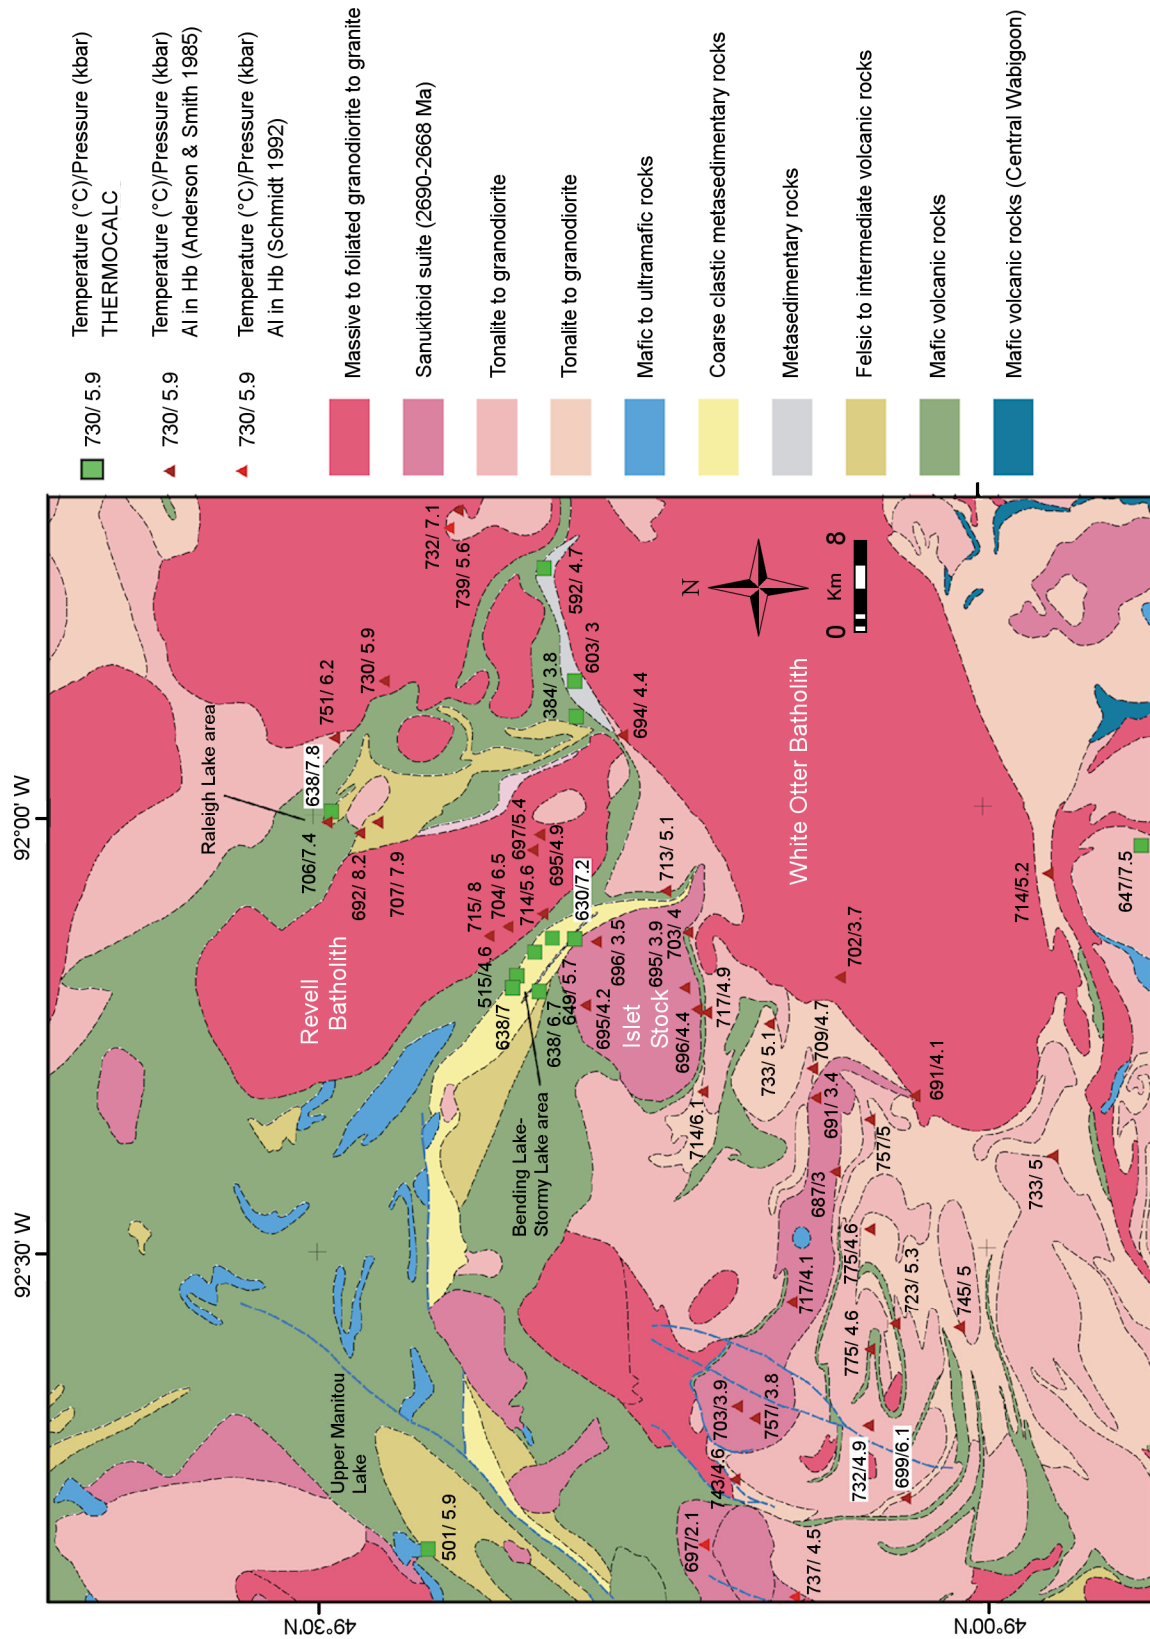 730/ 5.9
Temperature (°C)/Pressure (kbar)
THERMOCALC
730/ 5.9
Temperature (°C)/Pressure (kbar)
Al in Hb (Anderson & Smith 1985)
730/ 5.9
Temperature (°C)/Pressure (kbar)
Al in Hb (Schmidt 1992)
Massive to foliated granodiorite to granite
Sanukitoid suite (2690-2668 Ma)
Tonalite to granodiorite
Tonalite to granodiorite
Mafic to ultramafic rocks
Coarse clastic metasedimentary rocks
Metasedimentary rocks
Felsic to intermediate volcanic rocks
Mafic volcanic rocks
Mafic volcanic rocks (Central Wabigoon)
92°30' W
92°00' W
49°30'N
49°00'N
Raleigh Lake area
Revell
Batholith
Upper Manitou
Lake
Bending Lake-
Stormy Lake area
Islet
Stock
White Otter Batholith
N
0
Km
8
732/ 7.1
739/ 5.6
730/ 5.9
751/ 6.2
638/7.8
706/7.4
692/ 8.2
707/ 7.9
592/ 4.7
603/ 3
384/ 3.8
694/ 4.4
697/5.4
695/4.9
715/ 8
704/ 6.5
714/5.6
630/7.2
515/4.6
638/7
638/ 6.7
649/ 5.7
713/ 5.1
696/ 3.5
695/4.2
695/ 3.9
703/ 4
696/4.4
717/4.9
714/6.1
733/ 5.1
702/3.7
709/4.7
691/ 3.4
691/4.1
757/5
687/3
717/4.1
775/4.6
723/ 5.3
775/ 4.6
745/ 5
733/ 5
714/5.2
647/7.5
703/3.9
757/3.8
743/4.6
732/4.9
699/6.1
697/2.1
737/ 4.5
501/ 5.9